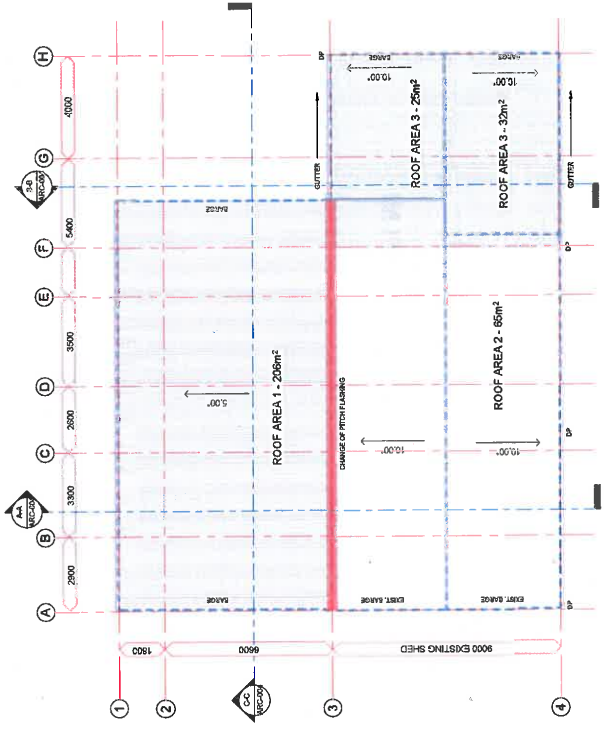 H
4000
G
5400
F
E
3500
D
2600
C
3300
B
2900
A
B-B
A-A
ARC-00
C-C
ARC-004
1
2
3
4
1800
6600
9000 EXISTING SHED
BARGE
BARGE
5.00°
ROOF AREA 1 - 206m²
CHANGE OF PITCH FLASHING
DP
BARGE
10.00°
ROOF AREA 3 - 25m²
GUTTER
BARGE
10.00°
ROOF AREA 3 - 32m²
GUTTER
DP
10.00°
ROOF AREA 2 - 65m²
10.00°
DP
EXIST. BARGE
EXIST. BARGE
DP